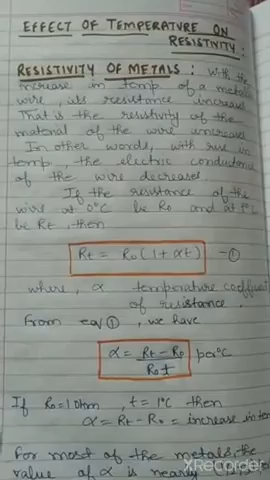 EFFECT OF TEMPERATURE ON
RESISTIVITY :
RESISTIVITY OF METALS : With the
increase in temp. of a metallic
wire, its resistance increases
That is the resistivity of the
material of the wire increases
In other words, with rise in
temp, the electric conductance
of the wire decreases
If the resistance of the
wire at 0°C be R₀ and at t°C
be Rt, then
Rt = R₀ (1 + αt) —①
where, α temperature coeffici
of resistance.
From eq/①, we have
α = Rt − R₀ / R₀ t per°C
If R₀ = 1 Ohm, t = 1°C then
α = Rt − R₀ = increase in
For most of the metals, the
value of α is nearly
XRecorder